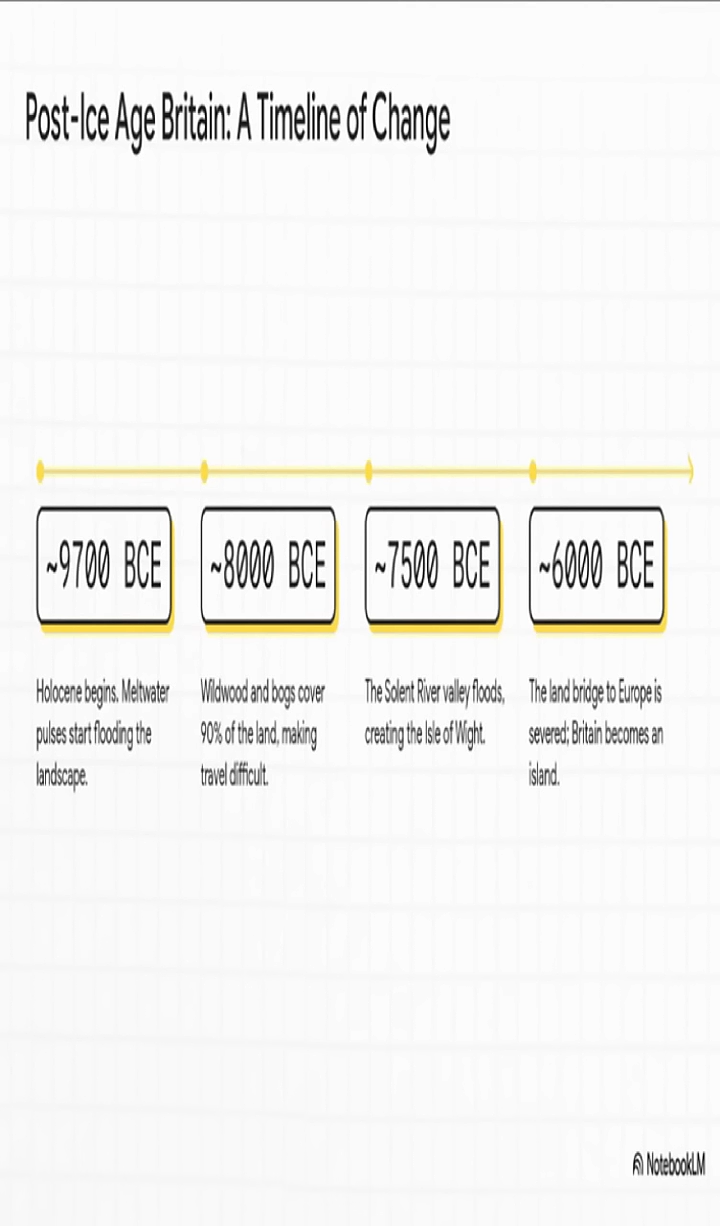 Post-Ice Age Britain: A Timeline of Change
~9700 BCE
Holocene begins. Meltwater
pulses start flooding the
landscape.
~8000 BCE
Wildwood and bogs cover
90% of the land, making
travel difficult.
~7500 BCE
The Solent River valley floods,
creating the Isle of Wight.
~6000 BCE
The land bridge to Europe is
severed; Britain becomes an
island.
NotebookLM